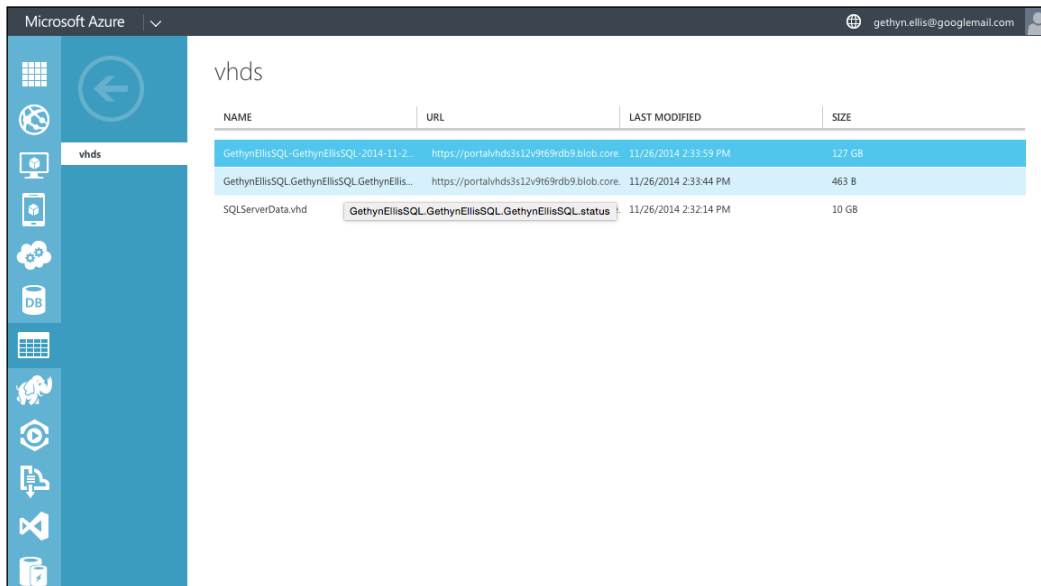 Microsoft Azure gethyn.ellis@googlemail.com
vhds
NAME URL LAST MODIFIED SIZE
vhds
GethynEllisSQL-GethynEllisSQL-2014-11-2... https://portalvhds3s12v9t69rdb9.blob.core. 11/26/2014 2:33:59 PM 127 GB
GethynEllisSQL.GethynEllisSQL.GethynEllis... https://portalvhds3s12v9t69rdb9.blob.core. 11/26/2014 2:33:44 PM 463 B
SQLServerData.vhd GethynEllisSQL.GethynEllisSQL.GethynEllisSQL.status 11/26/2014 2:32:14 PM 10 GB
DB